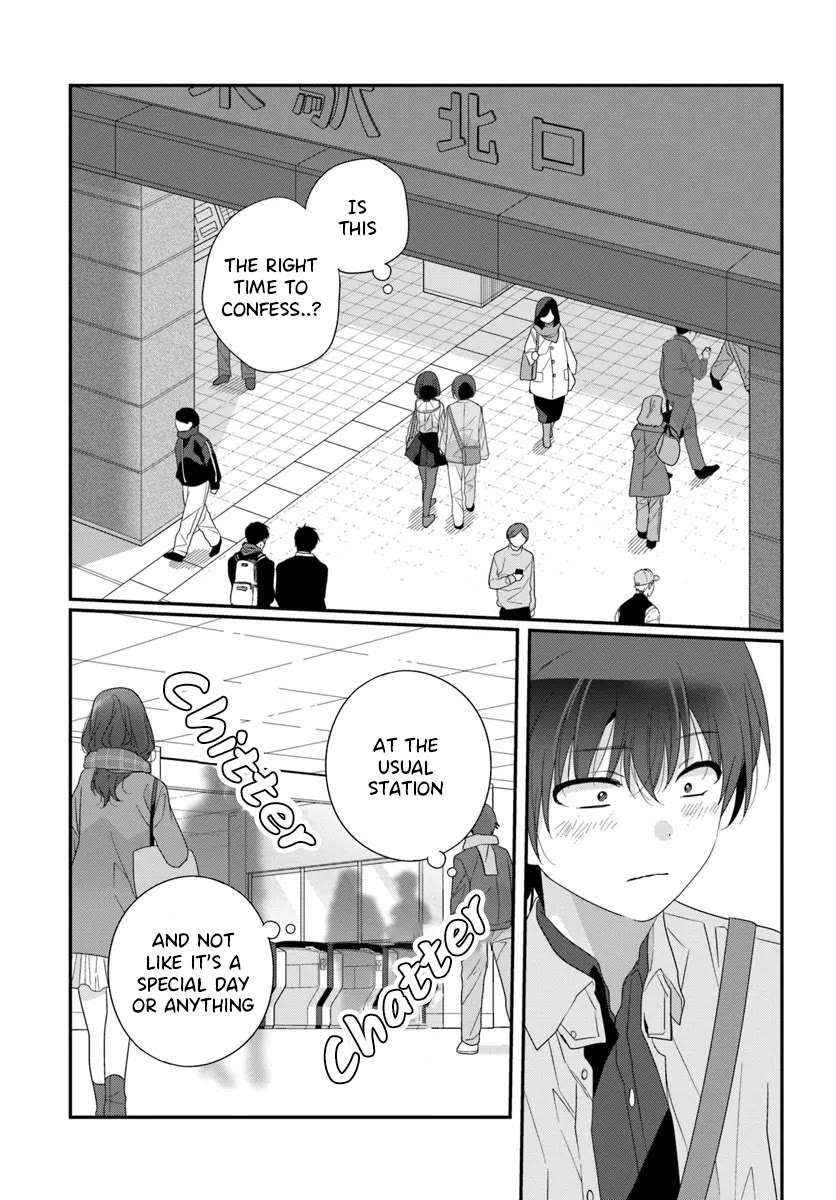 駅 北口
IS
THIS
THE RIGHT
TIME TO
CONFESS..?
AT THE
USUAL
STATION
Chitter
AND NOT
LIKE IT'S A
SPECIAL DAY
OR ANYTHING
Chatter